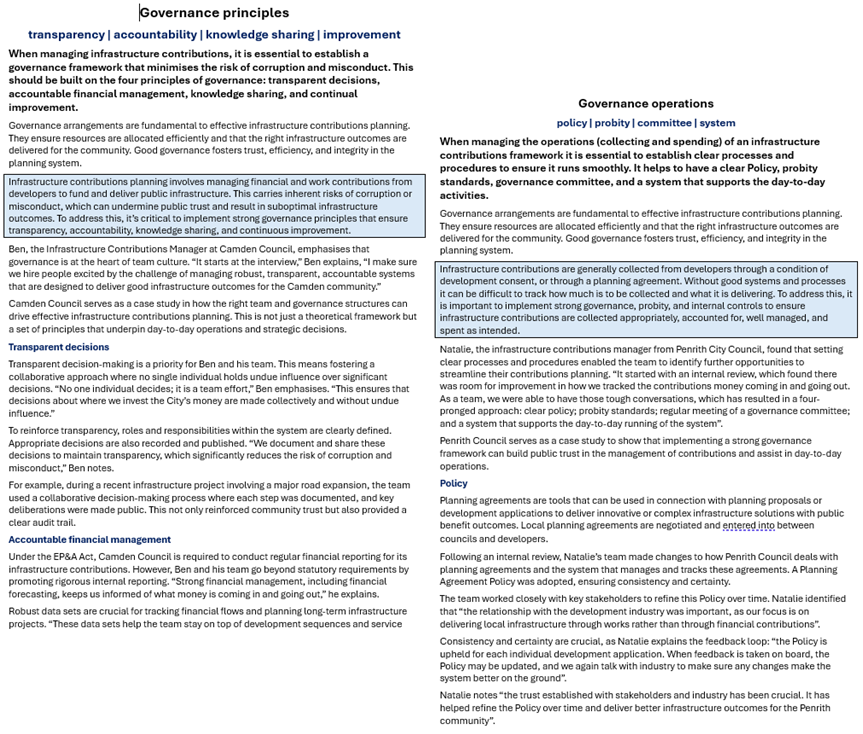 Governance principles
transparency | accountability | knowledge sharing | improvement
When managing infrastructure contributions, it is essential to establish a
governance framework that minimises the risk of corruption and misconduct. This
should be built on the four principles of governance: transparent decisions,
accountable financial management, knowledge sharing, and continual
improvement.
Governance arrangements are fundamental to effective infrastructure contributions planning.
They ensure resources are allocated efficiently and that the right infrastructure outcomes are
delivered for the community. Good governance fosters trust, efficiency, and integrity in the
planning system.
Infrastructure contributions planning involves managing financial and work contributions from
developers to fund and deliver public infrastructure. This carries inherent risks of corruption or
misconduct, which can undermine public trust and result in suboptimal infrastructure
outcomes. To address this, it's critical to implement strong governance principles that ensure
transparency, accountability, knowledge sharing, and continuous improvement.
Ben, the Infrastructure Contributions Manager at Camden Council, emphasises that
governance is at the heart of team culture. “It starts at the interview,” Ben explains, “I make sure
we hire people excited by the challenge of managing robust, transparent, accountable systems
that are designed to deliver good infrastructure outcomes for the Camden community.”
Camden Council serves as a case study in how the right team and governance structures can
drive effective infrastructure contributions planning. This is not just a theoretical framework but
a set of principles that underpin day-to-day operations and strategic decisions.
Transparent decisions
Transparent decision-making is a priority for Ben and his team. This means fostering a
collaborative approach where no single individual holds undue influence over significant
decisions. “No one individual decides; it is a team effort,” Ben emphasises. “This ensures that
decisions about where we invest the City's money are made collectively and without undue
influence.”
To reinforce transparency, roles and responsibilities within the system are clearly defined.
Appropriate decisions are also recorded and published. “We document and share these
decisions to maintain transparency, which significantly reduces the risk of corruption and
misconduct,” Ben notes.
For example, during a recent infrastructure project involving a major road expansion, the team
used a collaborative decision-making process where each step was documented, and key
deliberations were made public. This not only reinforced community trust but also provided a
clear audit trail.
Accountable financial management
Under the EP&A Act, Camden Council is required to conduct regular financial reporting for its
infrastructure contributions. However, Ben and his team go beyond statutory requirements by
promoting rigorous internal reporting. “Strong financial management, including financial
forecasting, keeps us informed of what money is coming in and going out,” he explains.
Robust data sets are crucial for tracking financial flows and planning long-term infrastructure
projects. “These data sets help the team stay on top of development sequences and service
Governance operations
policy | probity | committee | system
When managing the operations (collecting and spending) of an infrastructure
contributions framework it is essential to establish clear processes and
procedures to ensure it runs smoothly. It helps to have a clear Policy, probity
standards, governance committee, and a system that supports the day-to-day
activities.
Governance arrangements are fundamental to effective infrastructure contributions planning.
They ensure resources are allocated efficiently and that the right infrastructure outcomes are
delivered for the community. Good governance fosters trust, efficiency, and integrity in the
planning system.
Infrastructure contributions are generally collected from developers through a condition of
development consent, or through a planning agreement. Without good systems and processes
it can be difficult to track how much is to be collected and what it is delivering. To address this, it
is important to implement strong governance, probity, and internal controls to ensure
infrastructure contributions are collected appropriately, accounted for, well managed, and
spent as intended.
Natalie, the infrastructure contributions manager from Penrith City Council, found that setting
clear processes and procedures enabled the team to identify further opportunities to
streamline their contributions planning. “It started with an internal review, which found there
was room for improvement in how we tracked the contributions money coming in and going out.
As a team, we were able to have those tough conversations, which has resulted in a four-
pronged approach: clear policy; probity standards; regular meeting of a governance committee;
and a system that supports the day-to-day running of the system”.
Penrith Council serves as a case study to show that implementing a strong governance
framework can build public trust in the management of contributions and assist in day-to-day
operations.
Policy
Planning agreements are tools that can be used in connection with planning proposals or
development applications to deliver innovative or complex infrastructure solutions with public
benefit outcomes. Local planning agreements are negotiated and entered into between
councils and developers.
Following an internal review, Natalie's team made changes to how Penrith Council deals with
planning agreements and the system that manages and tracks these agreements. A Planning
Agreement Policy was adopted, ensuring consistency and certainty.
The team worked closely with key stakeholders to refine this Policy over time. Natalie identified
that “the relationship with the development industry was important, as our focus is on
delivering local infrastructure through works rather than through financial contributions”.
Consistency and certainty are crucial, as Natalie explains the feedback loop: “the Policy is
upheld for each individual development application. When feedback is taken on board, the
Policy may be updated, and we again talk with industry to make sure any changes make the
system better on the ground”.
Natalie notes “the trust established with stakeholders and industry has been crucial. It has
helped refine the Policy over time and deliver better infrastructure outcomes for the Penrith
community”.